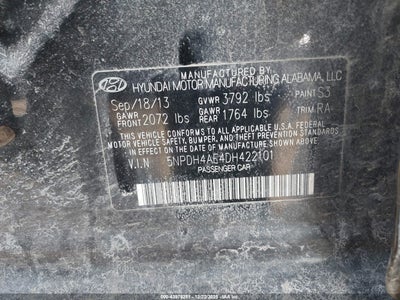 MANUFACTURED BY
HYUNDAI MOTOR MANUFACTURING ALABAMA, LLC
Sep/18/13 GVWR 3792 lbs PAINT S3
GAWR FRONT 2072 lbs GAWR REAR 1764 lbs TRIM RA-
THIS VEHICLE CONFORMS TO ALL APPLICABLE U.S. FEDERAL
MOTOR VEHICLE SAFETY, BUMPER, AND THEFT PREVENTION
STANDARDS IN EFFECT ON THE DATE OF MANUFACTURE SHOWN ABOVE.
V.I.N 5NPDH4AE4DH422101
PASSENGER CAR